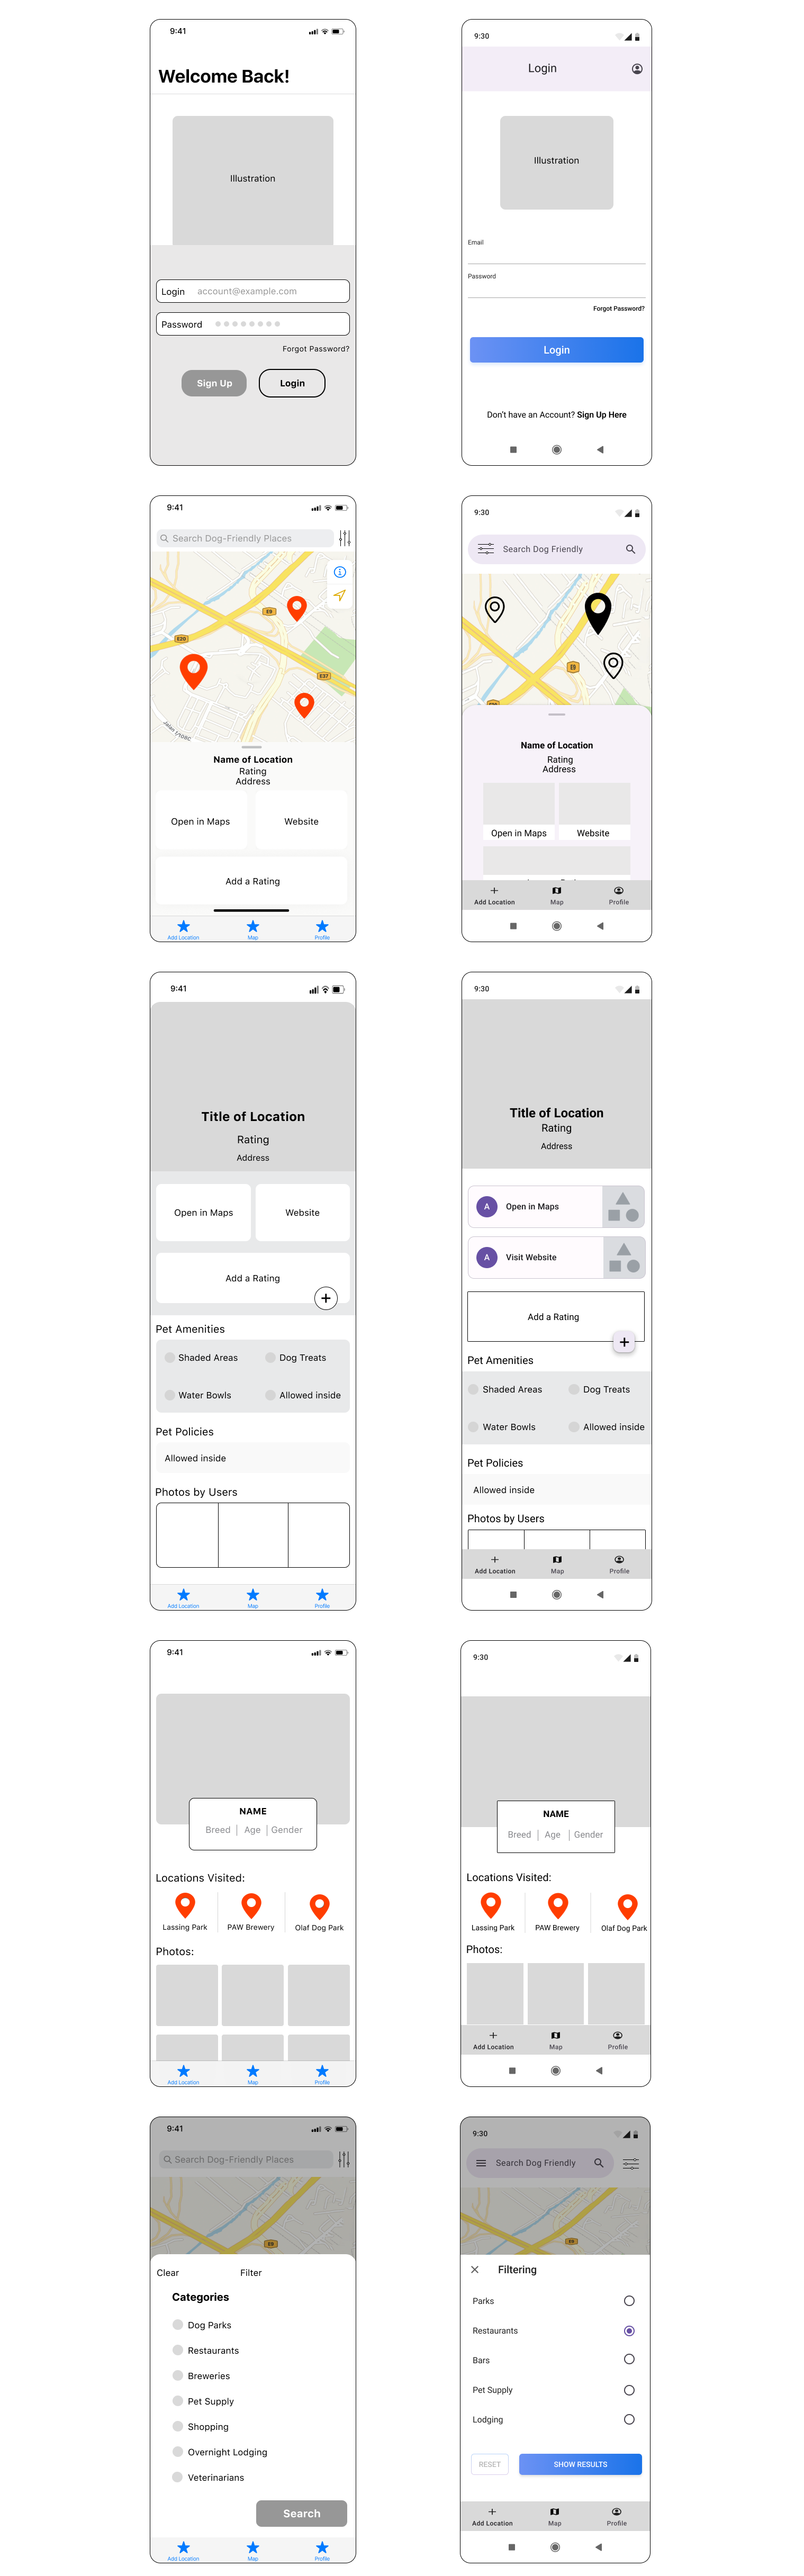 9:41
Welcome Back!
Illustration
Login account@example.com
Password
Forgot Password?
Sign Up Login
9:30
Login
Illustration
Email
Password
Forgot Password?
Login
Don't have an Account? Sign Up Here
9:41
Search Dog-Friendly Places
E9
E20
E37
Name of Location
Rating
Address
Open in Maps Website
Add a Rating
Add Location Map Profile
9:30
Search Dog Friendly
E9
Name of Location
Rating
Address
Open in Maps Website
Add Location Map Profile
9:41
Title of Location
Rating
Address
Open in Maps Website
Add a Rating
Pet Amenities
Shaded Areas Dog Treats
Water Bowls Allowed inside
Pet Policies
Allowed inside
Photos by Users
Add Location Map Profile
9:30
Title of Location
Rating
Address
A Open in Maps
A Visit Website
Add a Rating
Pet Amenities
Shaded Areas Dog Treats
Water Bowls Allowed inside
Pet Policies
Allowed inside
Photos by Users
Add Location Map Profile
9:41
NAME
Breed | Age | Gender
Locations Visited:
Lassing Park PAW Brewery Olaf Dog Park
Photos:
Add Location Map Profile
9:30
NAME
Breed | Age | Gender
Locations Visited:
Lassing Park PAW Brewery Olaf Dog Park
Photos:
Add Location Map Profile
9:41
Search Dog-Friendly Places
E9
Clear Filter
Categories
Dog Parks
Restaurants
Breweries
Pet Supply
Shopping
Overnight Lodging
Veterinarians
Search
Add Location Map Profile
9:30
Search Dog Friendly
E9
Filtering
Parks
Restaurants
Bars
Pet Supply
Lodging
RESET SHOW RESULTS
Add Location Map Profile